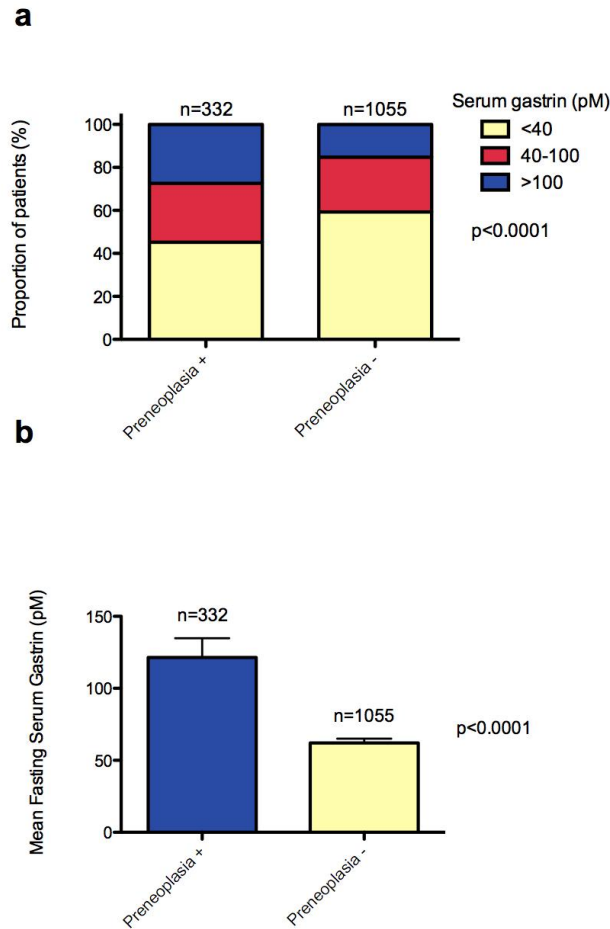 a
n=332
n=1055
Serum gastrin (pM)
<40
40-100
>100
p<0.0001
Proportion of patients (%)
100
80
60
40
20
0
Preneoplasia +
Preneoplasia -
b
Mean Fasting Serum Gastrin (pM)
150
100
50
0
n=332
n=1055
p<0.0001
Preneoplasia +
Preneoplasia -